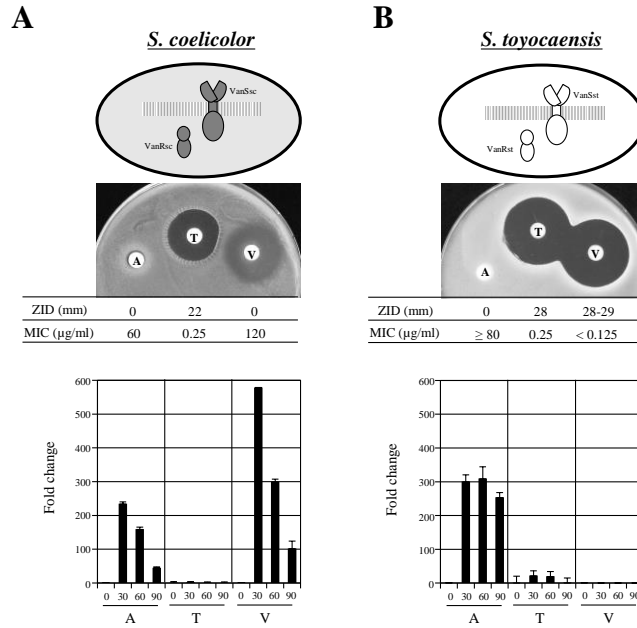 A
S. coelicolor
VanSsc
VanRsc
A
T
V
ZID (mm) 0 22 0
MIC (μg/ml) 60 0.25 120
Fold change
600
500
400
300
200
100
0
0 30 60 90 0 30 60 90 0 30 60 90
A T V
B
S. toyocaensis
VanSst
VanRst
A
T
V
ZID (mm) 0 28 28-29
MIC (μg/ml) ≥ 80 0.25 < 0.125
Fold change
600
500
400
300
200
100
0
0 30 60 90 0 30 60 90 0 30 60 90
A T V